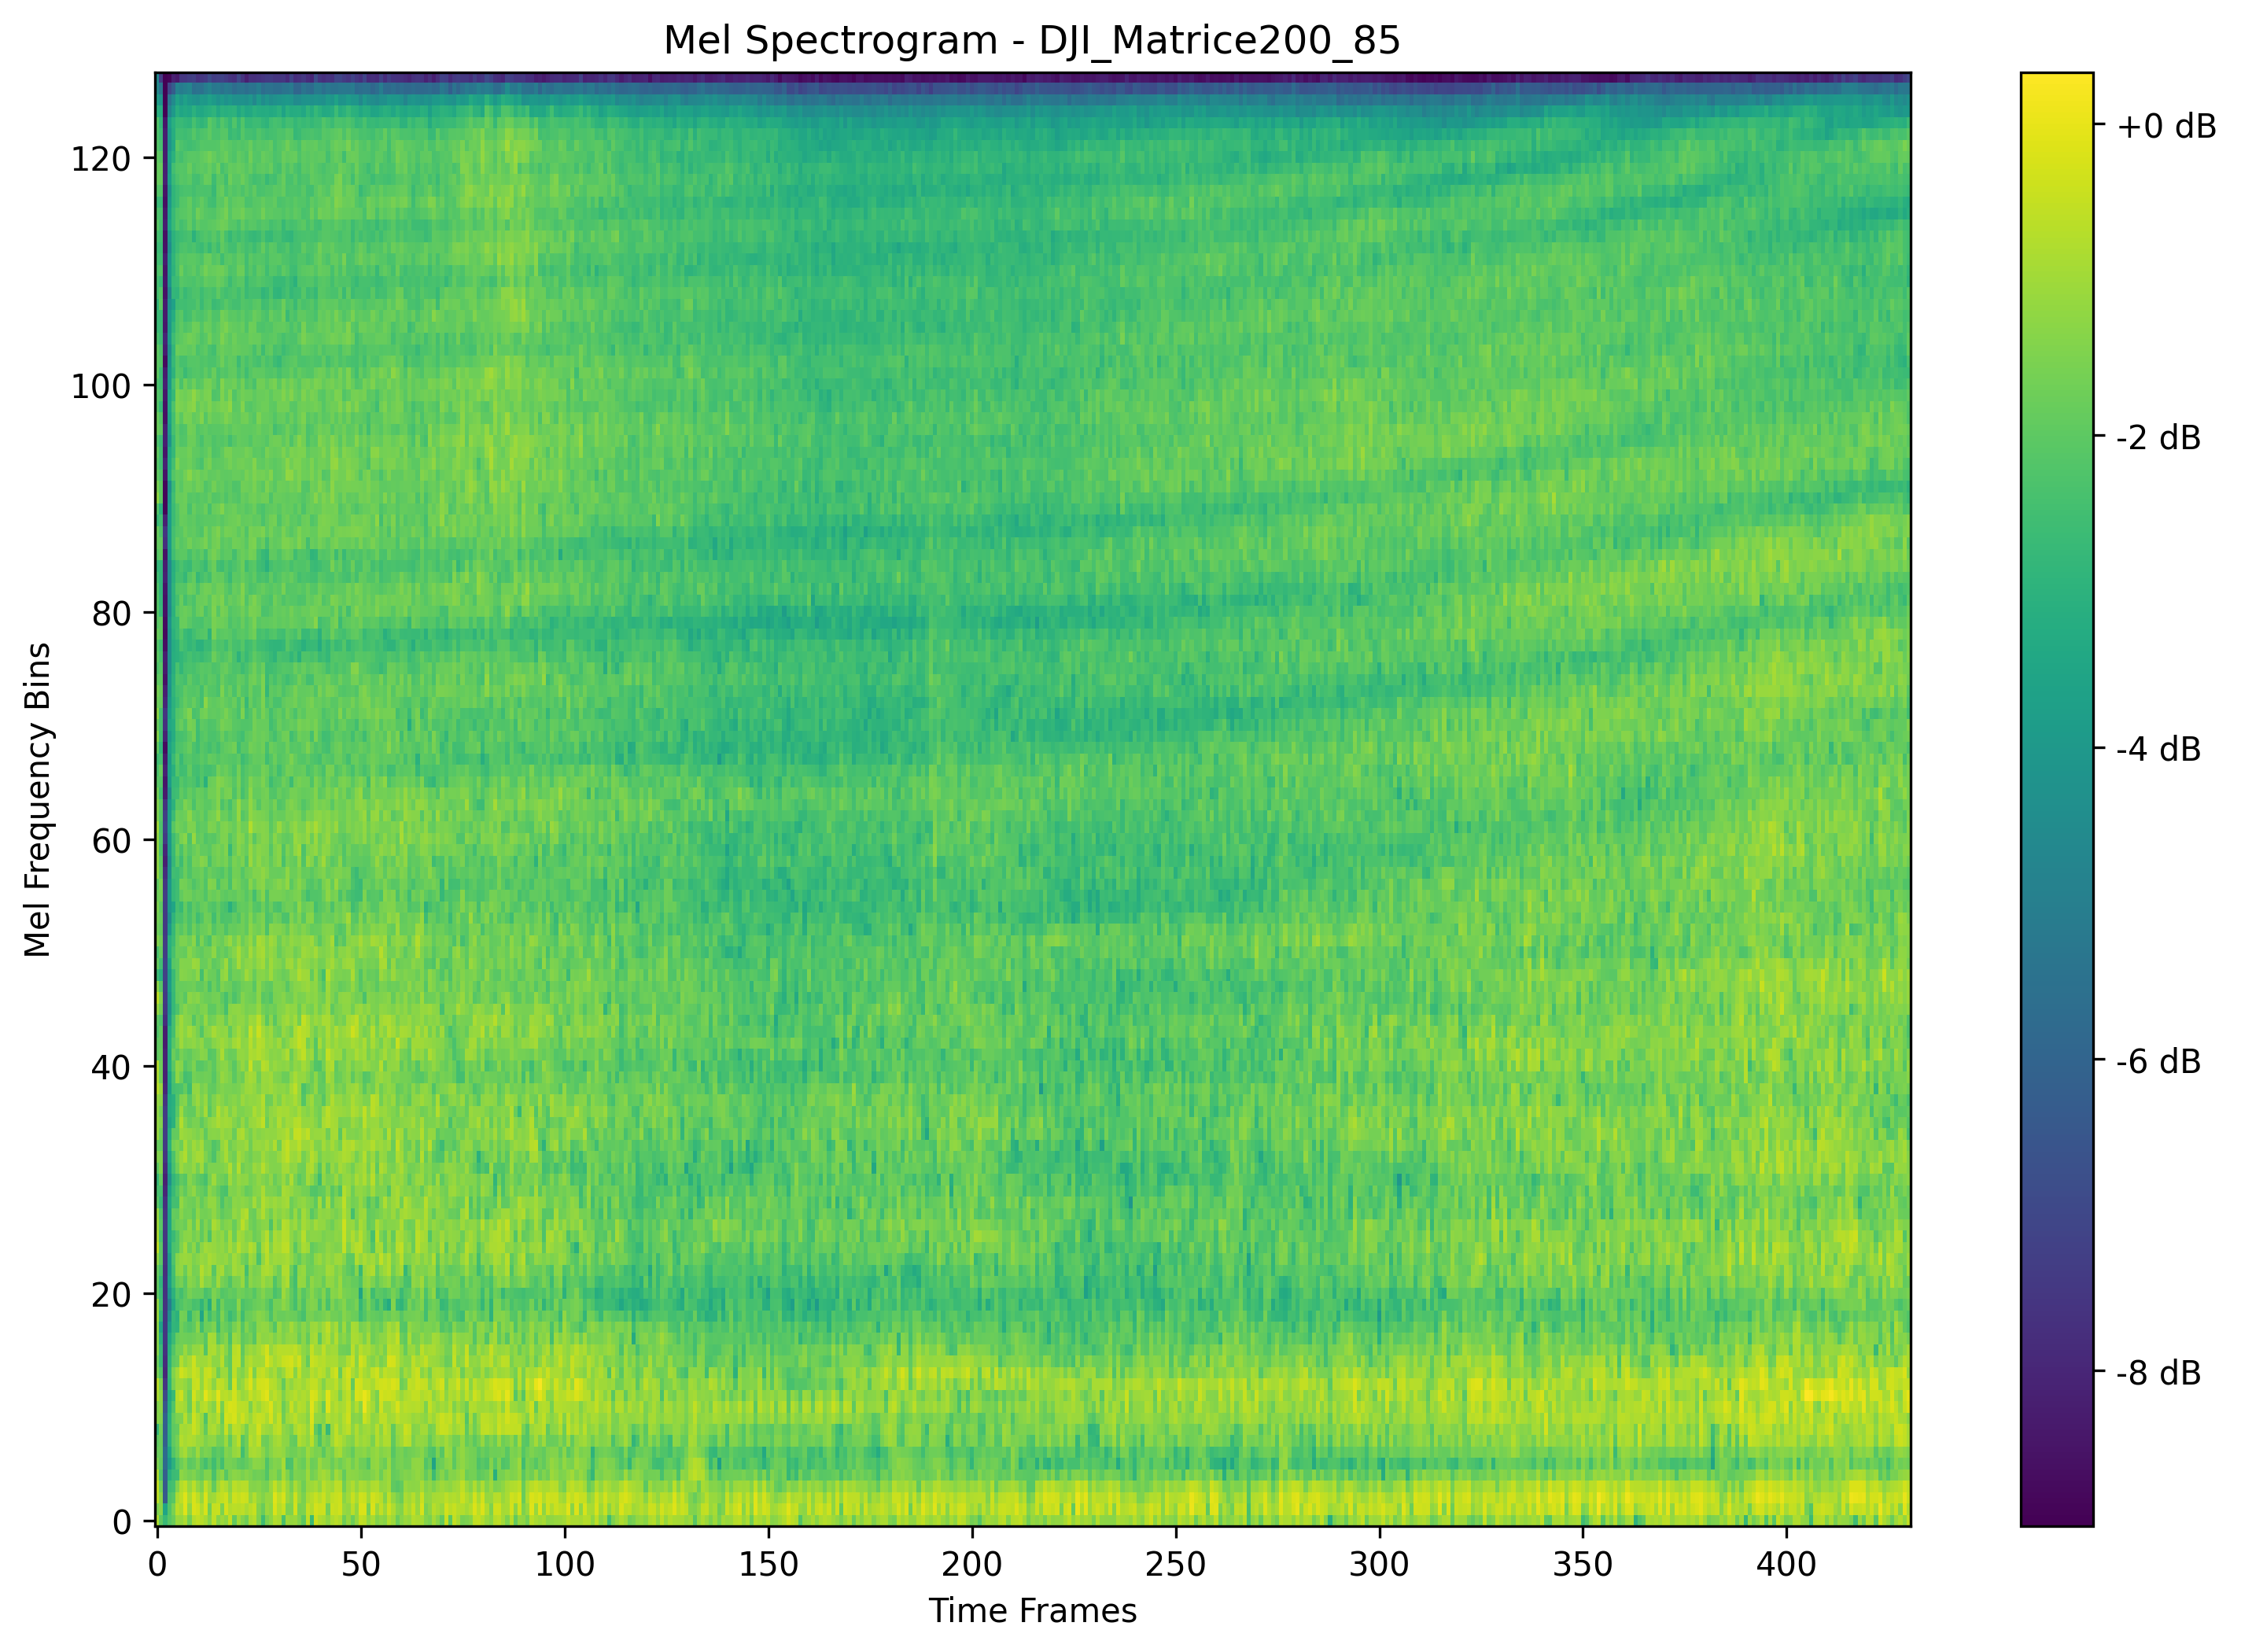 Mel Spectrogram - DJI_Matrice200_85
Mel Frequency Bins
120
100
80
60
40
20
0
0 50 100 150 200 250 300 350 400
Time Frames
+0 dB
-2 dB
-4 dB
-6 dB
-8 dB